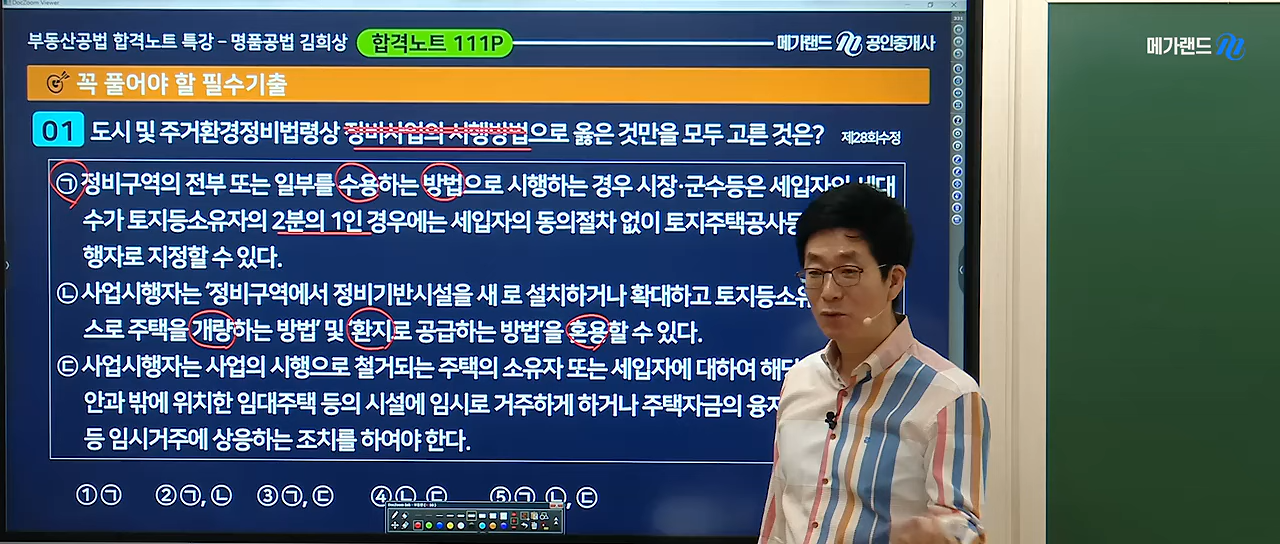 DocZoom Viewer
부동산공법 합격노트 특강 - 명품공법 김희상
합격노트 111P
메가랜드 공인중개사
메가랜드
꼭 풀어야 할 필수기출
01 도시 및 주거환경정비법령상 정비사업의 시행방법으로 옳은 것만을 모두 고른 것은? 제28회수정
㉠ 정비구역의 전부 또는 일부를 수용하는 방법으로 시행하는 경우 시장·군수등은 세입자의 세대
수가 토지등소유자의 2분의 1인 경우에는 세입자의 동의절차 없이 토지주택공사등
행자로 지정할 수 있다.
㉡ 사업시행자는 '정비구역에서 정비기반시설을 새 로 설치하거나 확대하고 토지등소유
스로 주택을 개량하는 방법' 및 '환지로 공급하는 방법'을 혼용할 수 있다.
㉢ 사업시행자는 사업의 시행으로 철거되는 주택의 소유자 또는 세입자에 대하여 해당
안과 밖에 위치한 임대주택 등의 시설에 임시로 거주하게 하거나 주택자금의 융자
등 임시거주에 상응하는 조치를 하여야 한다.
① ㉠ ② ㉠, ㉡ ③ ㉠, ㉢ ④ ㉡, ㉢ ⑤ ㉠, ㉡, ㉢